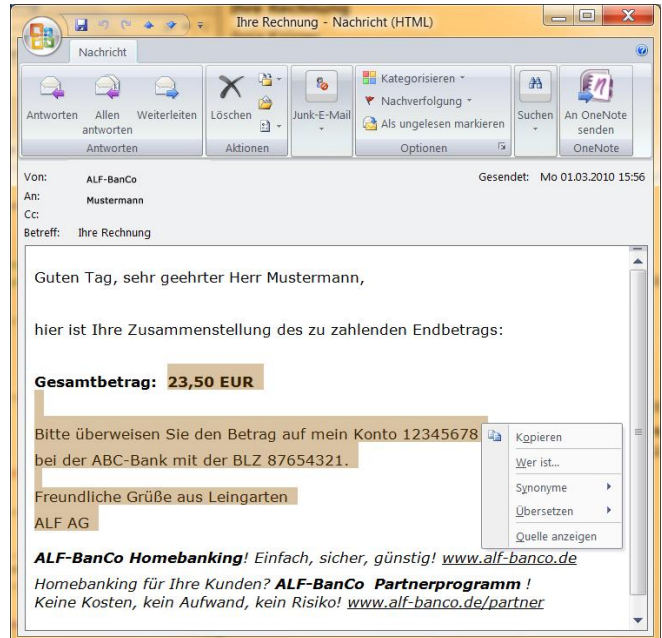 Ihre Rechnung - Nachricht (HTML)
Nachricht
Antworten
Allen antworten
Weiterleiten
Antworten
Löschen
Aktionen
Junk-E-Mail
Kategorisieren
Nachverfolgung
Als ungelesen markieren
Optionen
Suchen
An OneNote senden
OneNote
Von: ALF-BanCo
Gesendet: Mo 01.03.2010 15:56
An: Mustermann
Cc:
Betreff: Ihre Rechnung
Guten Tag, sehr geehrter Herr Mustermann,
hier ist Ihre Zusammenstellung des zu zahlenden Endbetrags:
Gesamtbetrag: 23,50 EUR
Bitte überweisen Sie den Betrag auf mein Konto 12345678
bei der ABC-Bank mit der BLZ 87654321.
Freundliche Grüße aus Leingarten
ALF AG
Kopieren
Wer ist...
Synonyme
Übersetzen
Quelle anzeigen
ALF-BanCo Homebanking! Einfach, sicher, günstig! www.alf-banco.de
Homebanking für Ihre Kunden? ALF-BanCo Partnerprogramm !
Keine Kosten, kein Aufwand, kein Risiko! www.alf-banco.de/partner